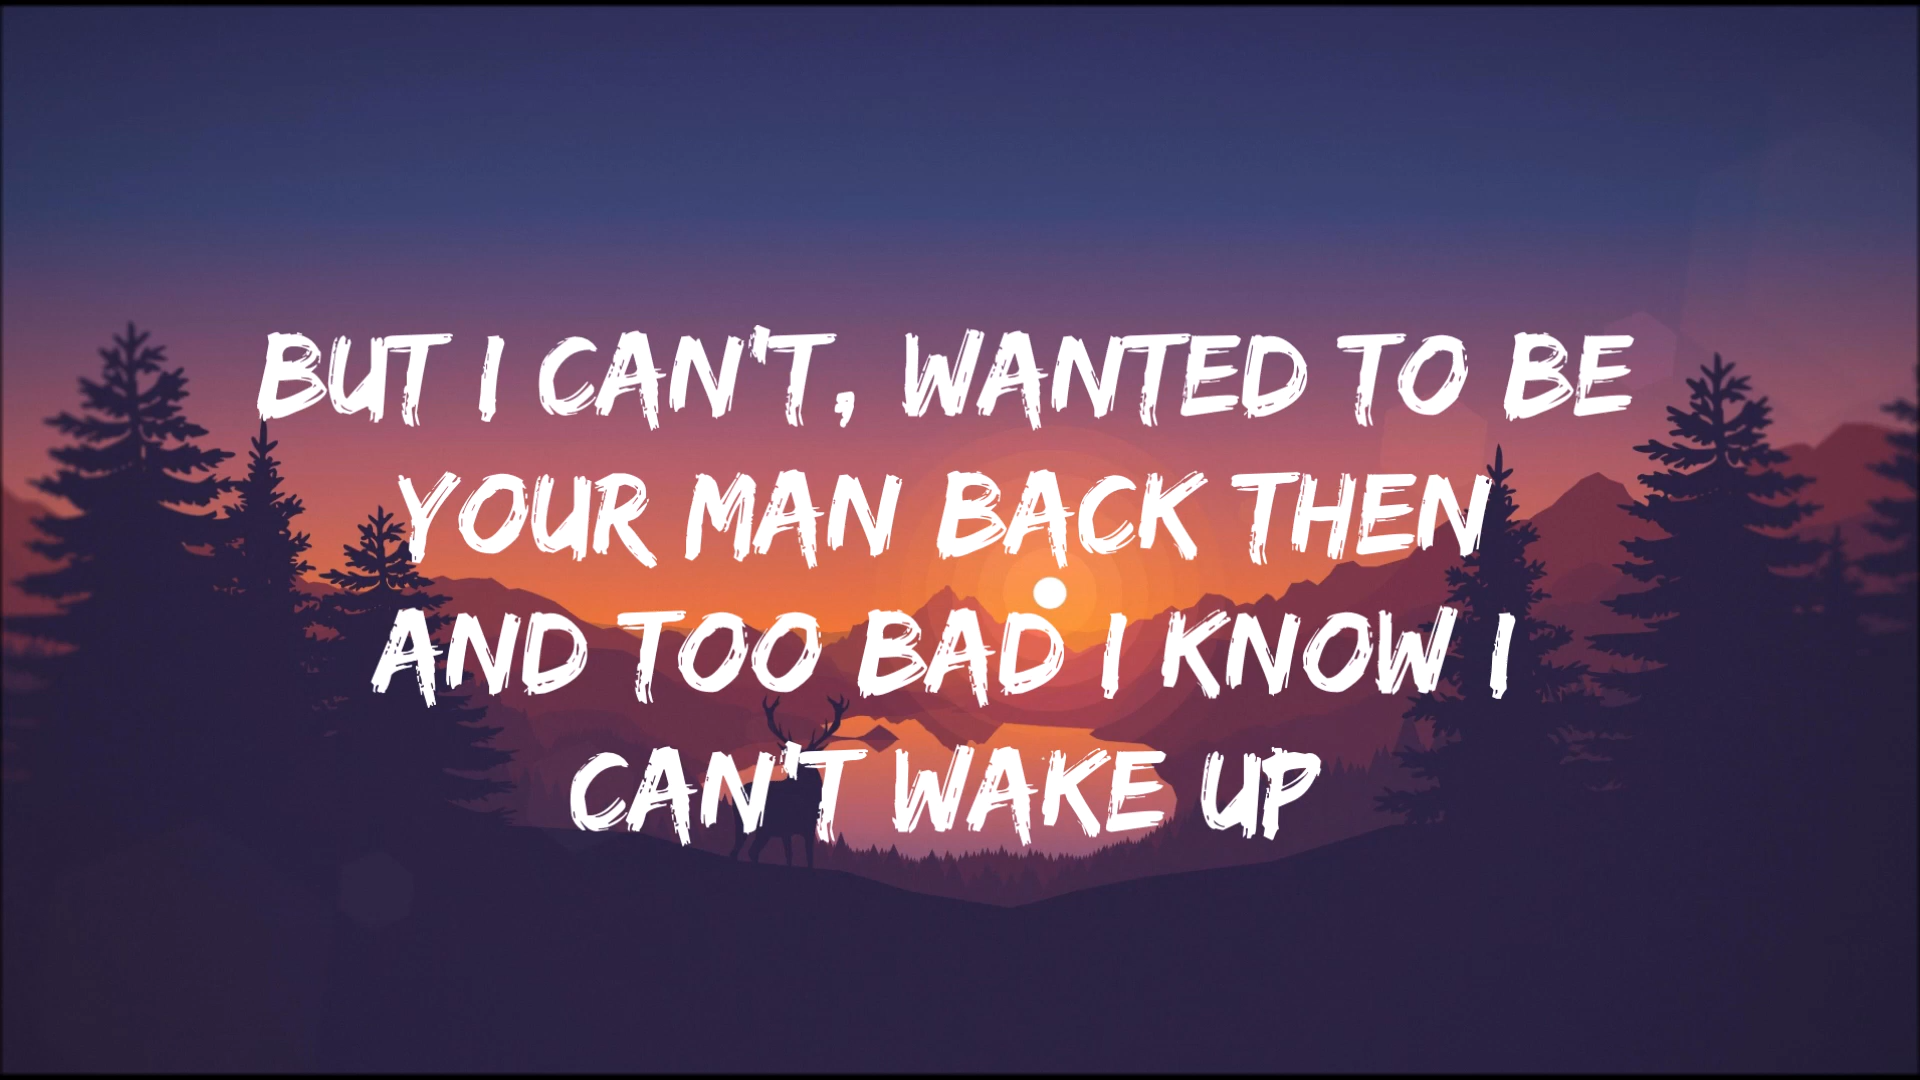 BUT I CAN'T, WANTED TO BE
YOUR MAN BACK THEN
AND TOO BAD I KNOW I
CAN'T WAKE UP